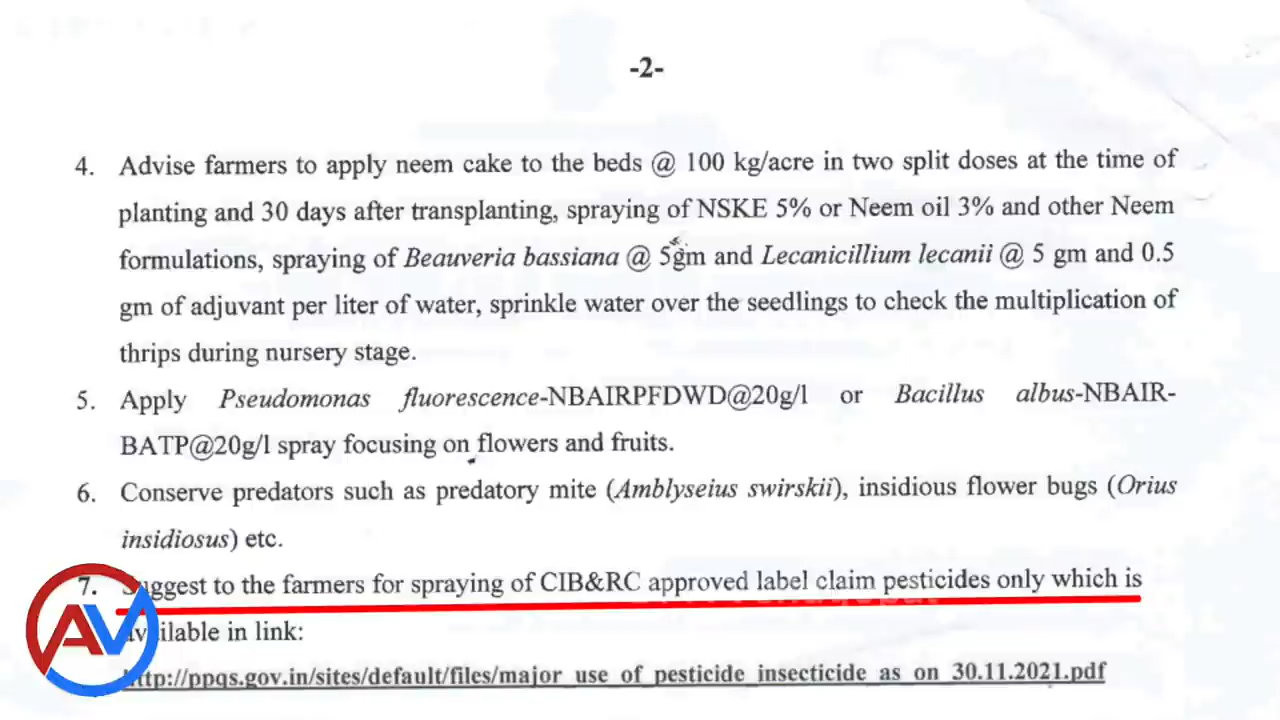 -2-
4. Advise farmers to apply neem cake to the beds @ 100 kg/acre in two split doses at the time of
planting and 30 days after transplanting, spraying of NSKE 5% or Neem oil 3% and other Neem
formulations, spraying of Beauveria bassiana @ 5gm and Lecanicillium lecanii @ 5 gm and 0.5
gm of adjuvant per liter of water, sprinkle water over the seedlings to check the multiplication of
thrips during nursery stage.
5. Apply Pseudomonas fluorescence-NBAIRPFDWD@20g/l or Bacillus albus-NBAIR-
BATP@20g/l spray focusing on flowers and fruits.
6. Conserve predators such as predatory mite (Amblyseius swirskii), insidious flower bugs (Orius
insidiosus) etc.
7. Suggest to the farmers for spraying of CIB&RC approved label claim pesticides only which is
available in link:
http://ppqs.gov.in/sites/default/files/major_use_of_pesticide_insecticide_as_on_30.11.2021.pdf
AV